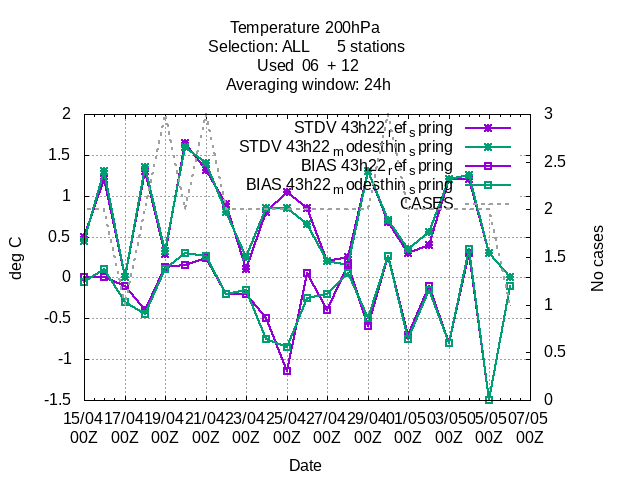 Temperature 200hPa
Selection: ALL 5 stations
Used 06 + 12
Averaging window: 24h
2 3
STDV 43h22refspring
STDV 43h22modesthinspring
1.5 2.5
BIAS 43h22refspring
BIAS 43h22modesthinspring
1 2
CASES
0.5 1.5
0
-0.5 1
-1 0.5
-1.5 0
deg C
No cases
15/04 17/04 19/04 21/04 23/04 25/04 27/04 29/04 01/05 03/05 05/05 07/05
00Z 00Z 00Z 00Z 00Z 00Z 00Z 00Z 00Z 00Z 00Z 00Z
Date